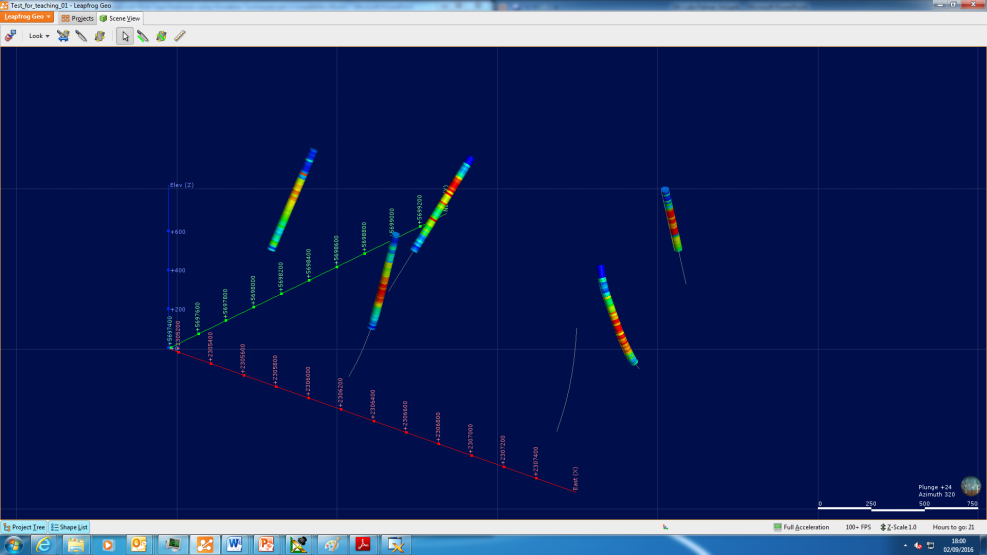 Test_for_teaching_01 - Leapfrog Geo
Leapfrog Geo
Projects
Scene View
Look
Elev (Z)
+600
+400
+200
+5697400
+5697600
+5697800
+5698000
+5698200
+5698400
+5698600
+5698800
+5699000
+5699200
+2305200
+2305400
+2305600
+2305800
+2306000
+2306200
+2306400
+2306600
+2306800
+2307000
+2307200
+2307400
East (X)
Plunge +24
Azimuth 320
0 250 500 750
Project Tree
Shape List
Full Acceleration
100+ FPS
Z-Scale 1.0
Hours to go: 21
18:00
02/09/2016